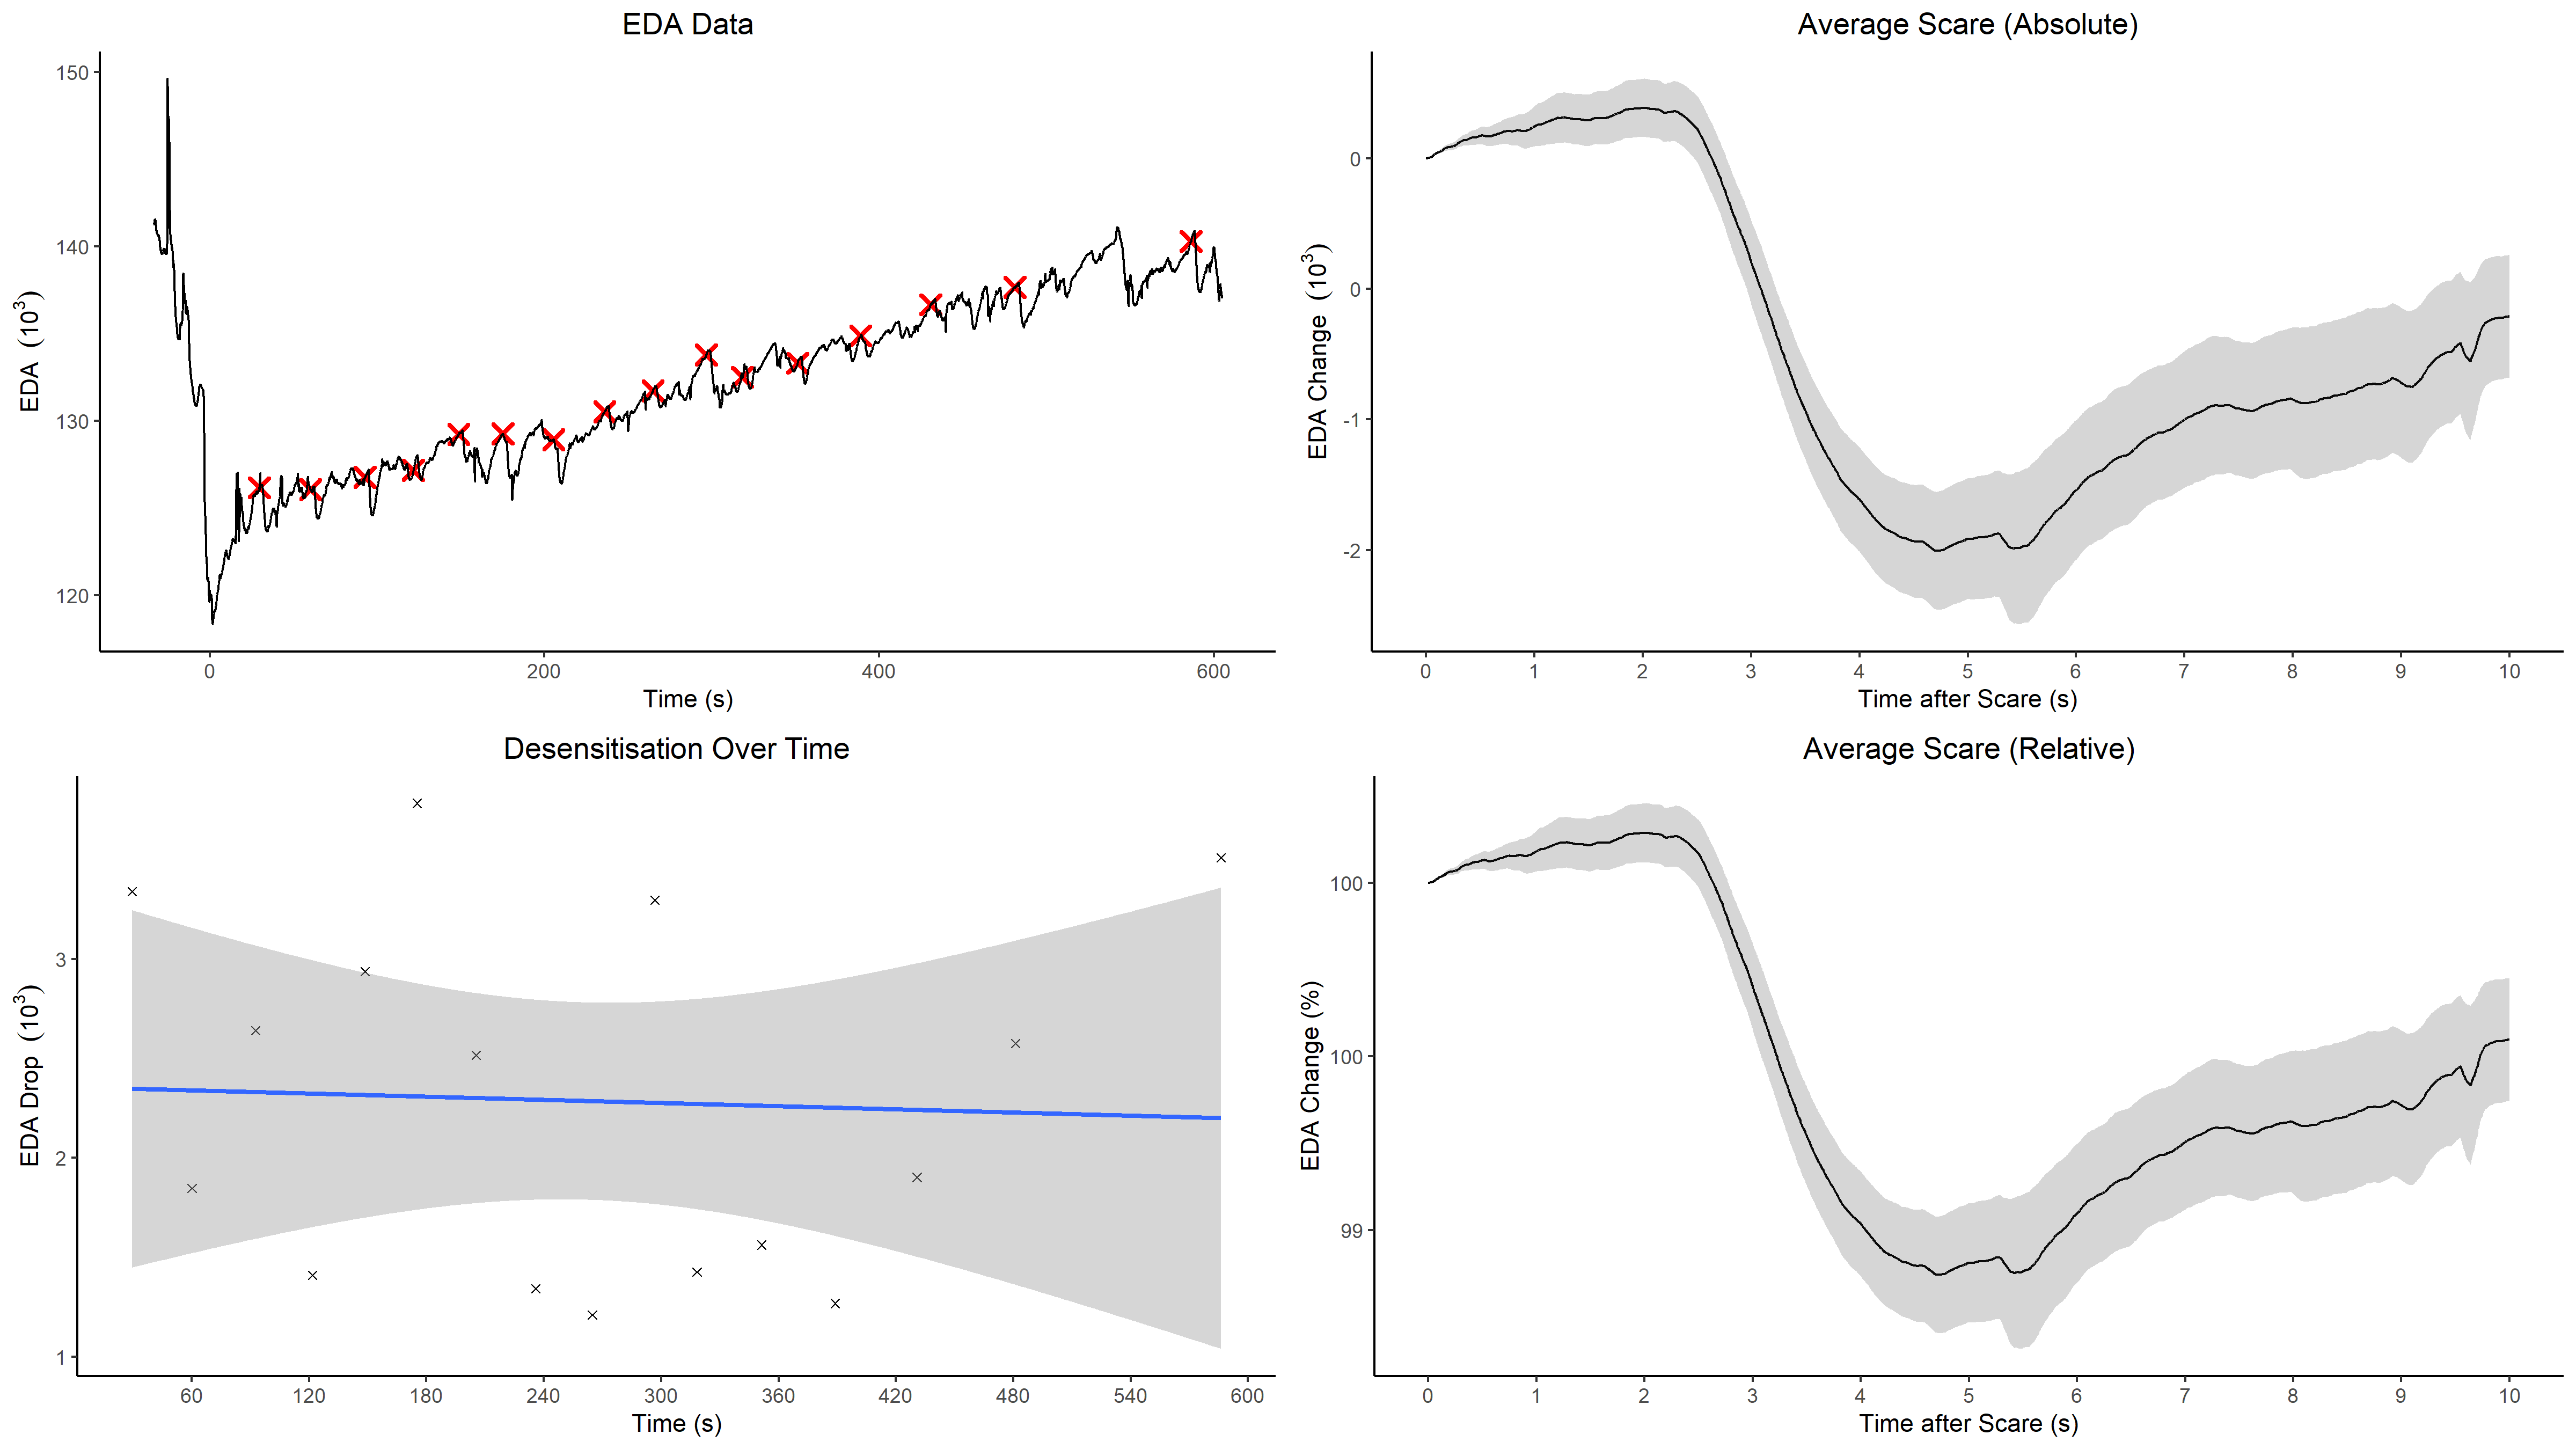 EDA Data
150
140
130
120
EDA (10³)
0 200 400 600
Time (s)
Average Scare (Absolute)
0
0
-1
-2
EDA Change (10³)
0 1 2 3 4 5 6 7 8 9 10
Time after Scare (s)
Desensitisation Over Time
3
2
1
EDA Drop (10³)
60 120 180 240 300 360 420 480 540 600
Time (s)
Average Scare (Relative)
100
100
99
EDA Change (%)
0 1 2 3 4 5 6 7 8 9 10
Time after Scare (s)